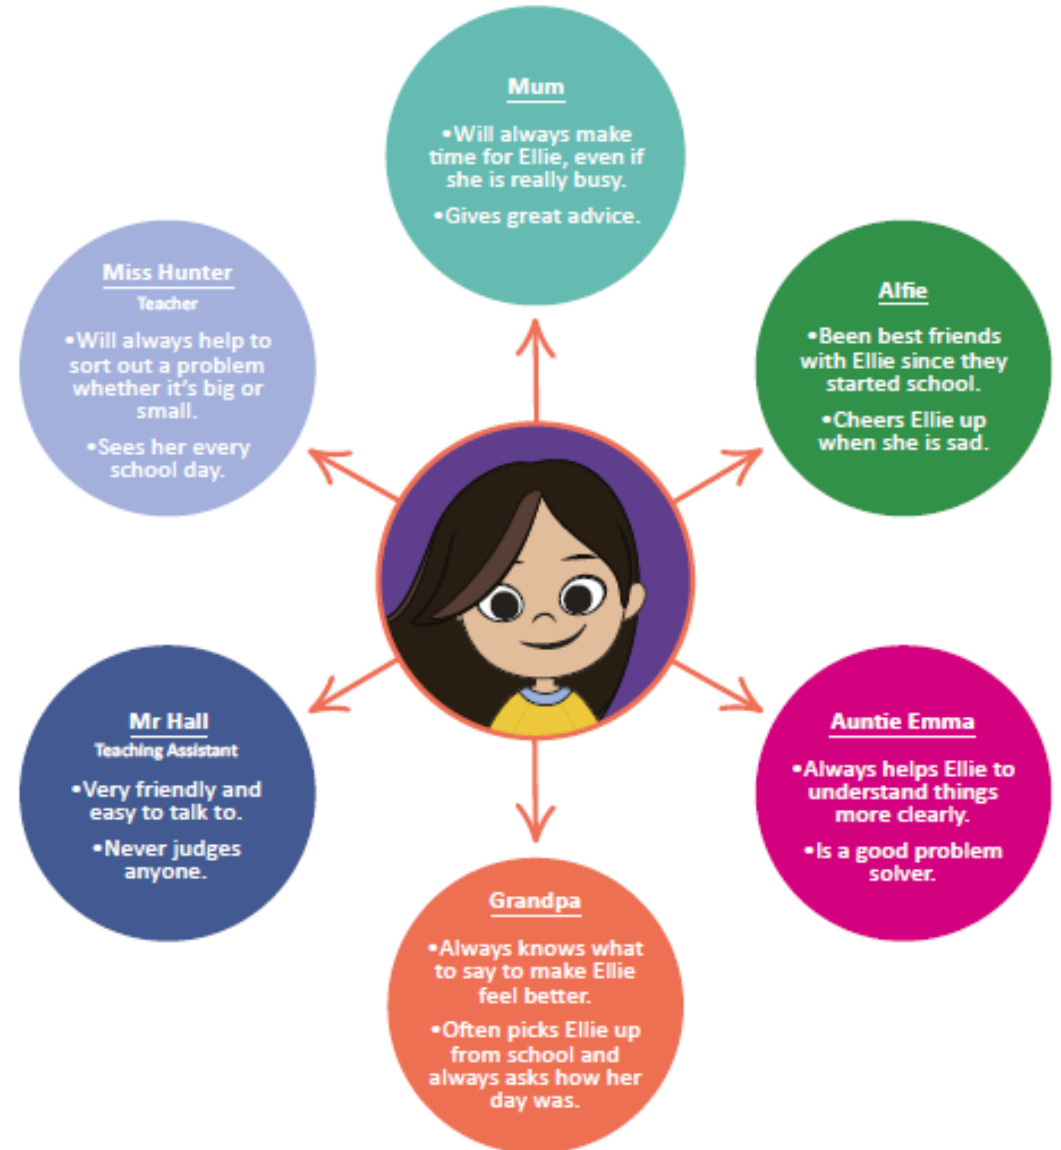 Mum
•Will always make
time for Ellie, even if
she is really busy.
•Gives great advice.
Miss Hunter
Teacher
•Will always help to
sort out a problem
whether it's big or
small.
•Sees her every
school day.
Alfie
•Been best friends
with Ellie since they
started school.
•Cheers Ellie up
when she is sad.
Mr Hall
Teaching Assistant
•Very friendly and
easy to talk to.
•Never judges
anyone.
Auntie Emma
•Always helps Ellie to
understand things
more clearly.
•Is a good problem
solver.
Grandpa
•Always knows what
to say to make Ellie
feel better.
•Often picks Ellie up
from school and
always asks how her
day was.